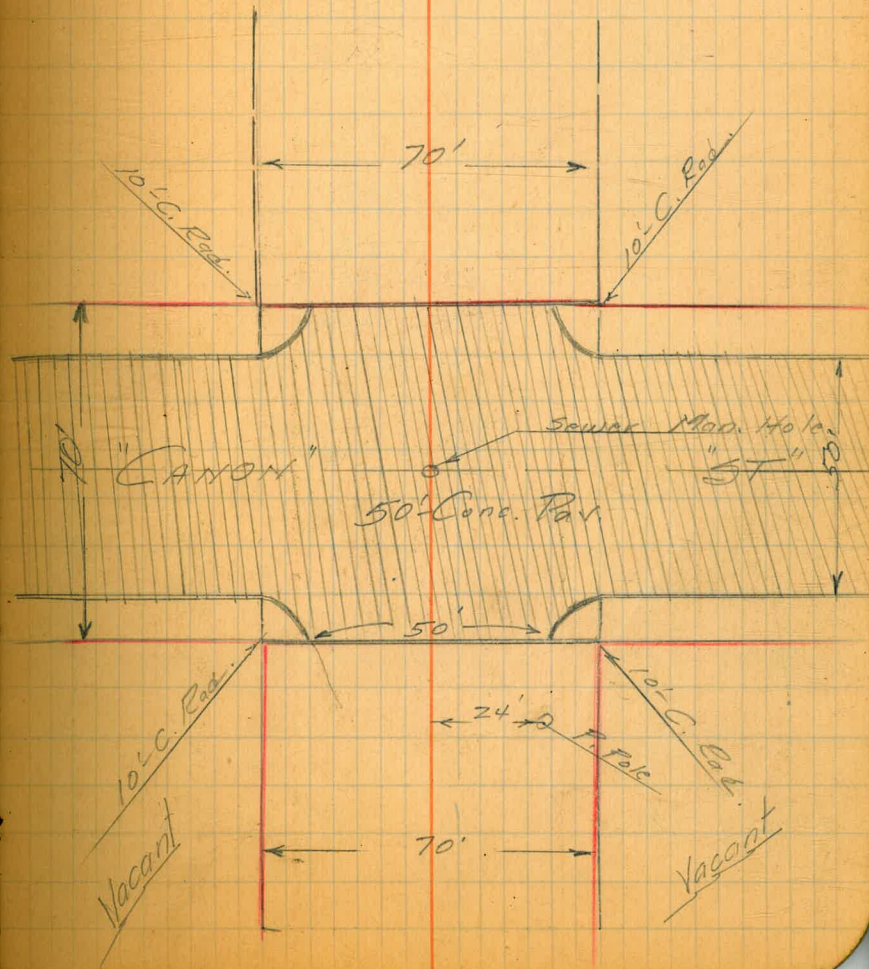 70'
10'-C. Rad.
10'-C. Rad.
Sewer Man. Hole.
70'
"CANON"
"ST"
50'
50'-Conc. Pav.
50'
10'-C. Rad.
24'
P. Pole
10'-C. Rad.
70'
Vacant
Vacant